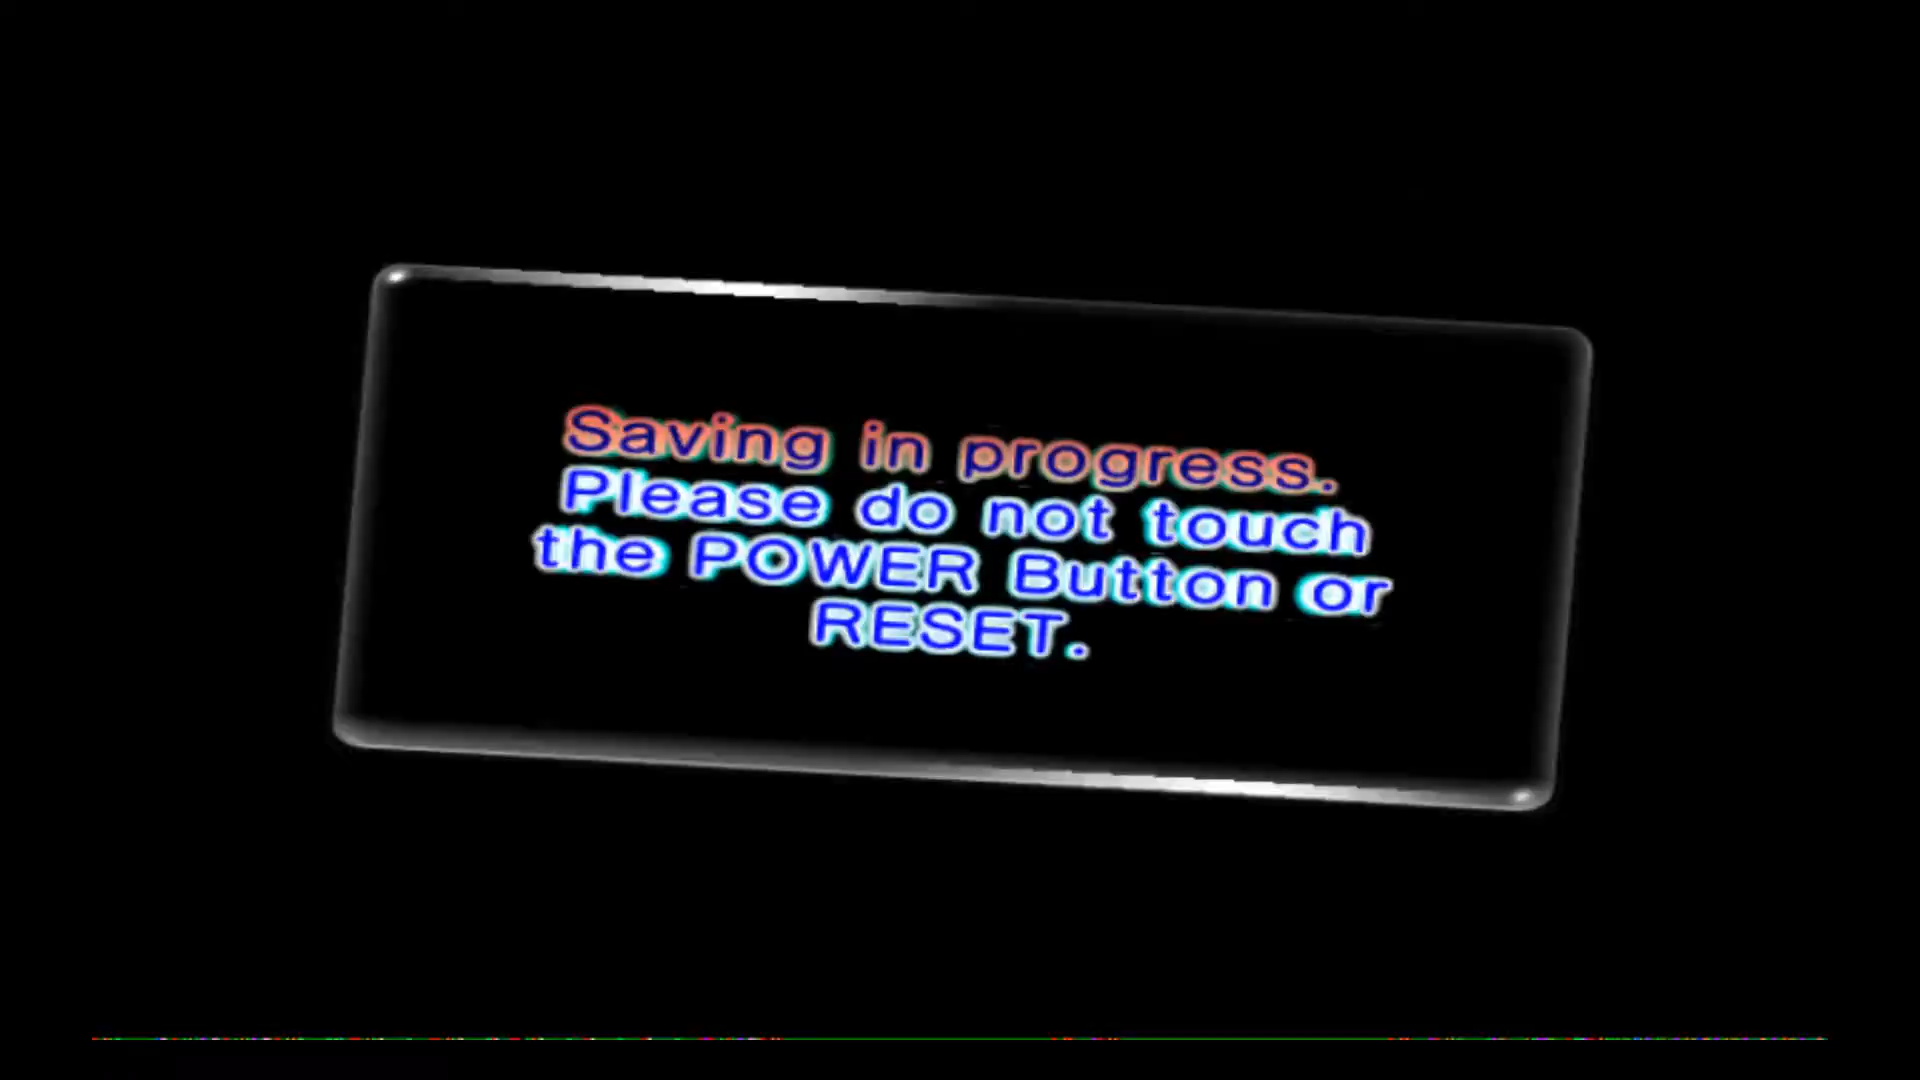 Saving in progress.
Please do not touch
the POWER Button or
RESET.